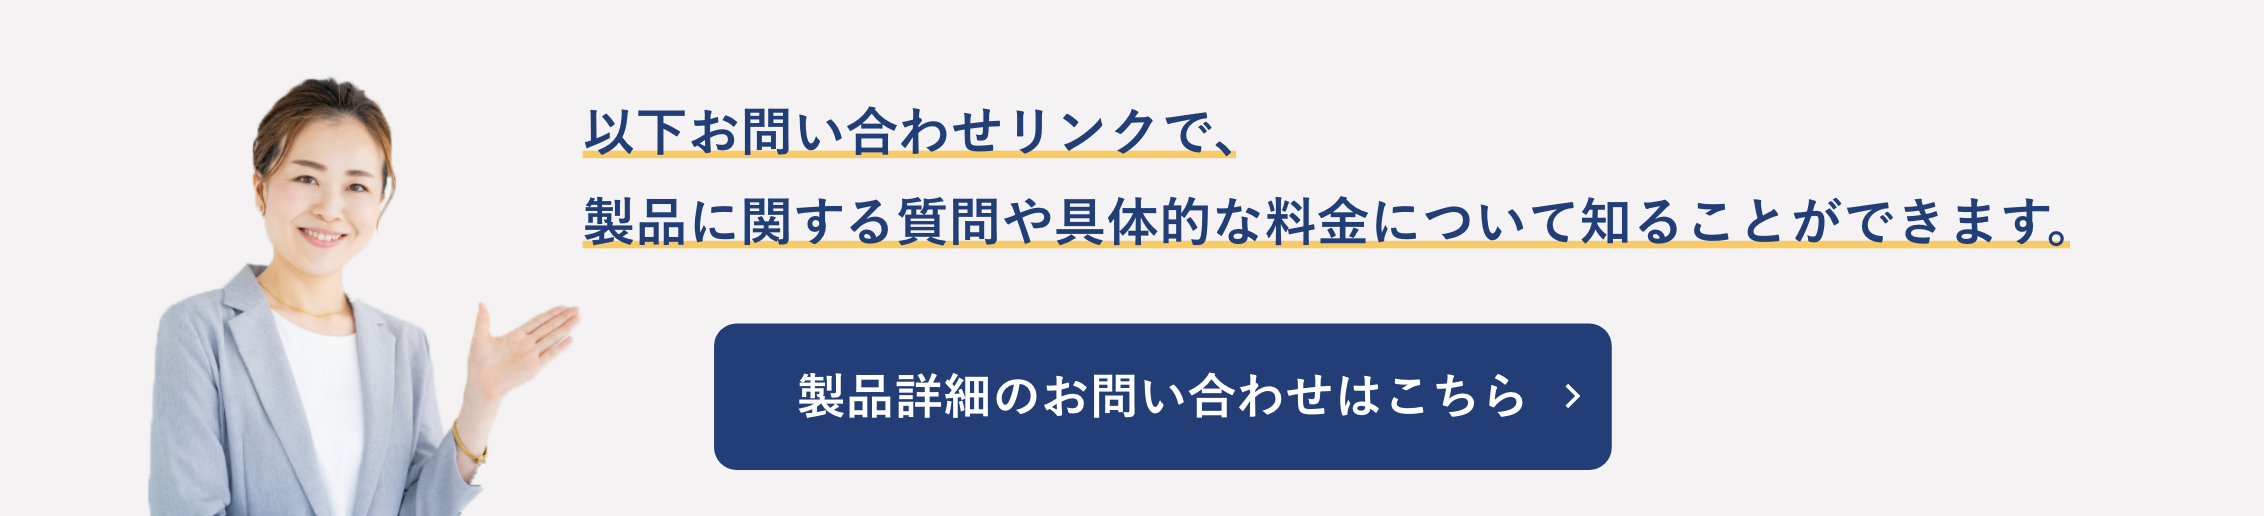 以下お問い合わせリンクで、
製品に関する質問や具体的な料金について知ることができます。
製品詳細のお問い合わせはこちら